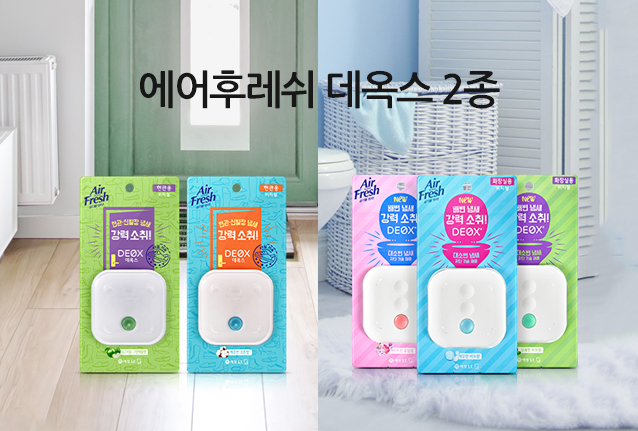 에어후레쉬 데옥스 2종
Air Fresh
현관용
현관·신발장 냄새
강력 소취!
DEOX
데옥스
Air Fresh
현관용
현관·신발장 냄새
강력 소취!
DEOX
데옥스
Air Fresh
NEW
배변 냄새
강력 소취!
DEOX
대소변 냄새
Air Fresh
화장실용
NEW
배변 냄새
강력 소취!
DEOX
대소변 냄새
화장실용
NEW
배변 냄새
강력 소취!
DEOX
대소변 냄새